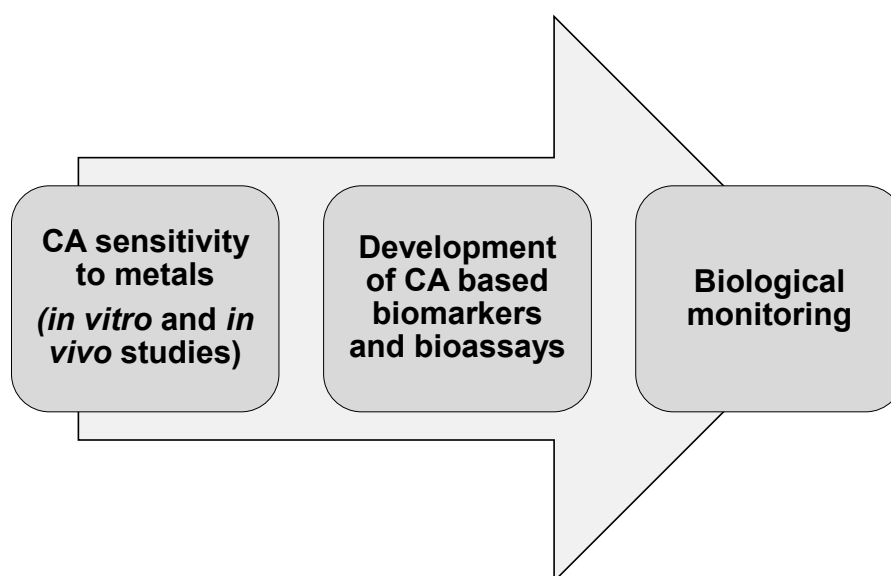 CA sensitivity
to metals
(in vitro and in
vivo studies)
Development
of CA based
biomarkers
and bioassays
Biological
monitoring